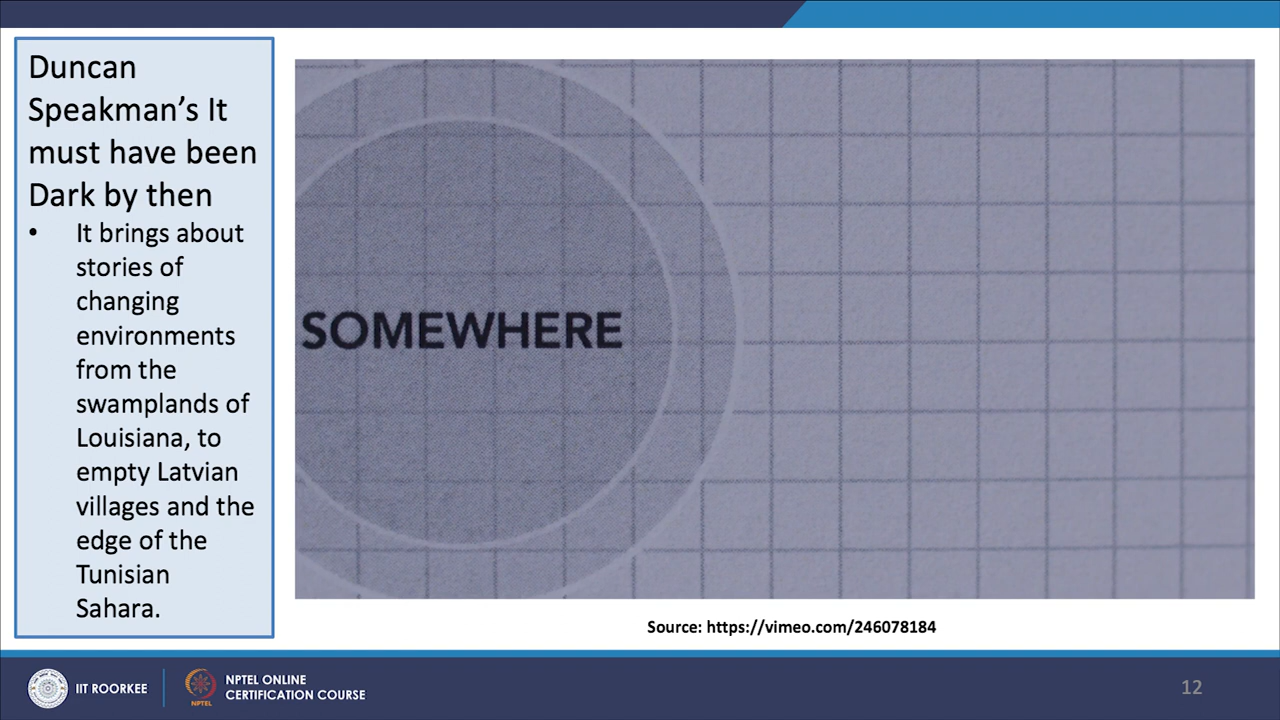 Duncan
Speakman’s It
must have been
Dark by then
• It brings about
stories of
changing
environments
from the
swamplands of
Louisiana, to
empty Latvian
villages and the
edge of the
Tunisian
Sahara.
SOMEWHERE
Source: https://vimeo.com/246078184
IIT ROORKEE
NPTEL
NPTEL ONLINE
CERTIFICATION COURSE
12